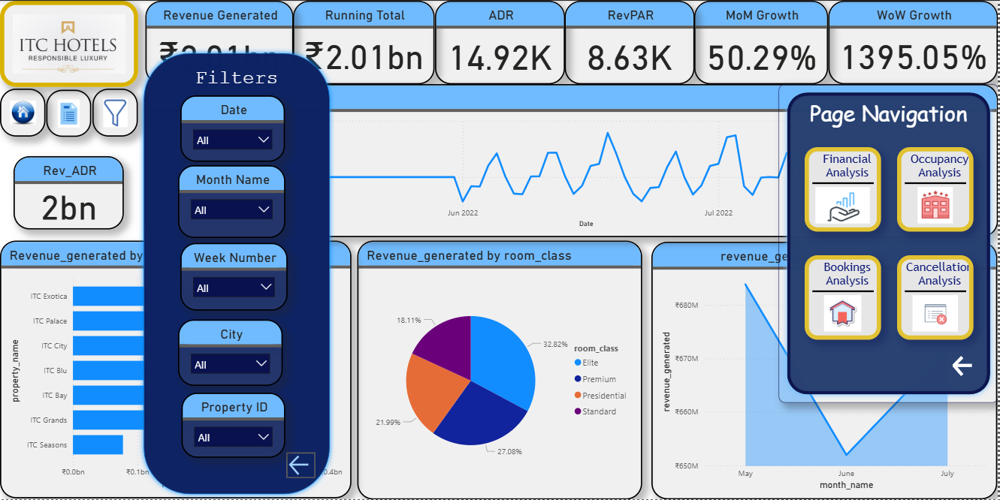 ITC HOTELS
RESPONSIBLE LUXURY
Revenue Generated
Running Total
₹2.01bn
ADR
14.92K
RevPAR
8.63K
MoM Growth
50.29%
WoW Growth
1395.05%
Rev_ADR
2bn
Filters
Date
All
Month Name
All
Week Number
All
City
All
Property ID
All
Jun 2022
Jul 2022
Date
Page Navigation
Financial
Analysis
Occupancy
Analysis
Bookings
Analysis
Cancellation
Analysis
Revenue_generated by
property_name
ITC Exotica
ITC Palace
ITC City
ITC Blu
ITC Bay
ITC Grands
ITC Seasons
₹0.0bn
₹0.1bn
0.4bn
Revenue_generated by room_class
18.11%
32.82%
21.99%
27.08%
room_class
Elite
Premium
Presidential
Standard
revenue_ge
revenue_generated
₹680M
₹670M
₹660M
₹650M
May
June
July
month_name